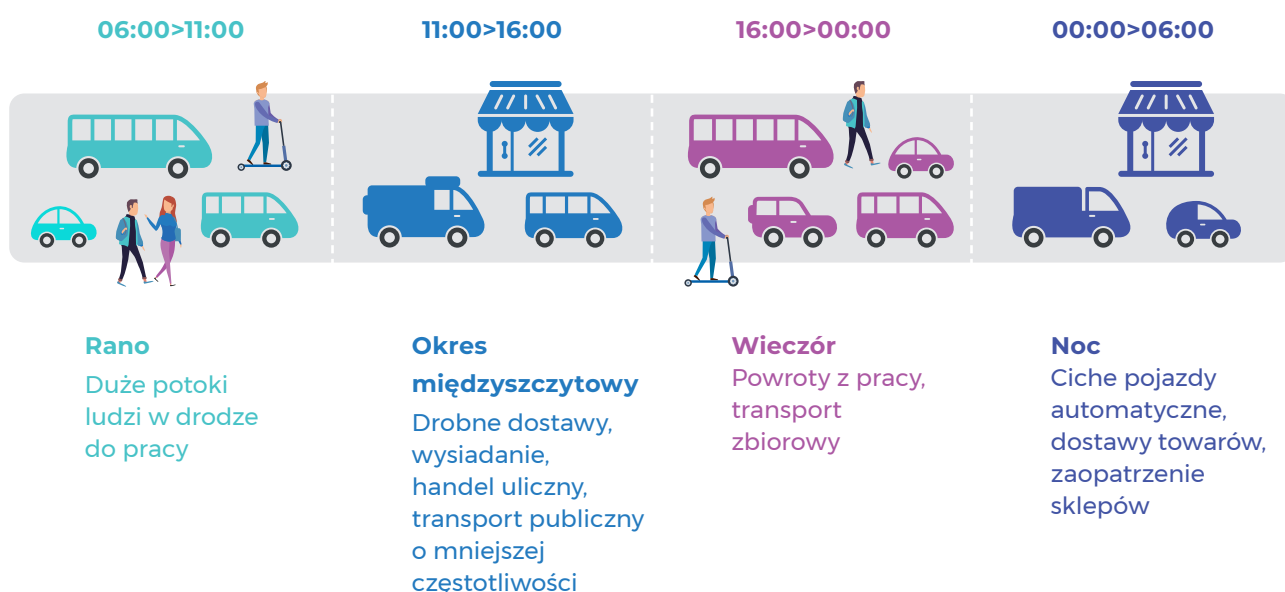 06:00>11:00
11:00>16:00
16:00>00:00
00:00>06:00
Rano
Duże potoki
ludzi w drodze
do pracy
Okres
międzyszczytowy
Drobne dostawy,
wysiadanie,
handel uliczny,
transport publiczny
o mniejszej
częstotliwości
Wieczór
Powroty z pracy,
transport
zbiorowy
Noc
Ciche pojazdy
automatyczne,
dostawy towarów,
zaopatrzenie
sklepów